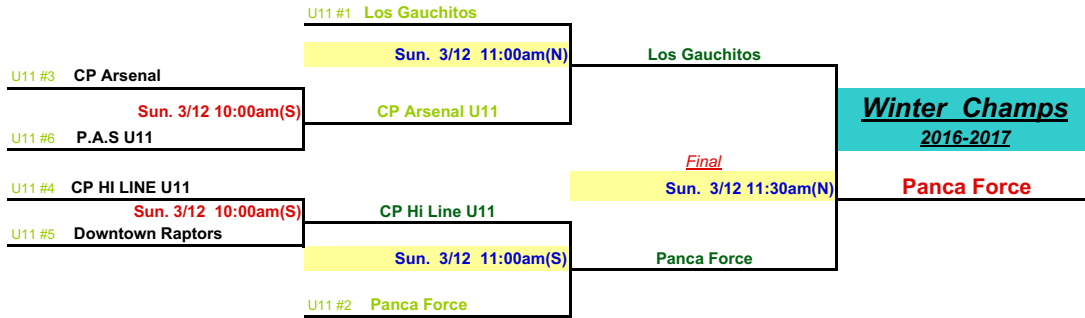 U11 #1 Los Gauchitos
Sun. 3/12 11:00am(N)
Los Gauchitos
U11 #3 CP Arsenal
Sun. 3/12 10:00am(S)
CP Arsenal U11
U11 #6 P.A.S U11
Winter Champs
2016-2017
Final
Sun. 3/12 11:30am(N)
Panca Force
U11 #4 CP HI LINE U11
Sun. 3/12 10:00am(S)
CP Hi Line U11
U11 #5 Downtown Raptors
Sun. 3/12 11:00am(S)
Panca Force
U11 #2 Panca Force